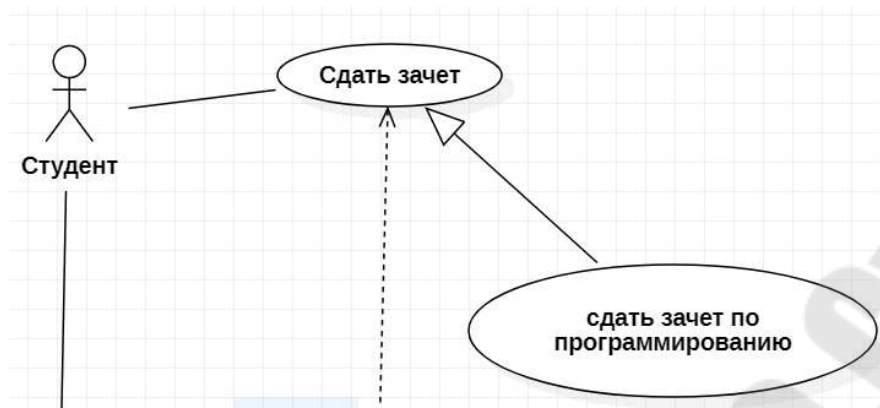 Сдать зачет
Студент
сдать зачет по
программированию